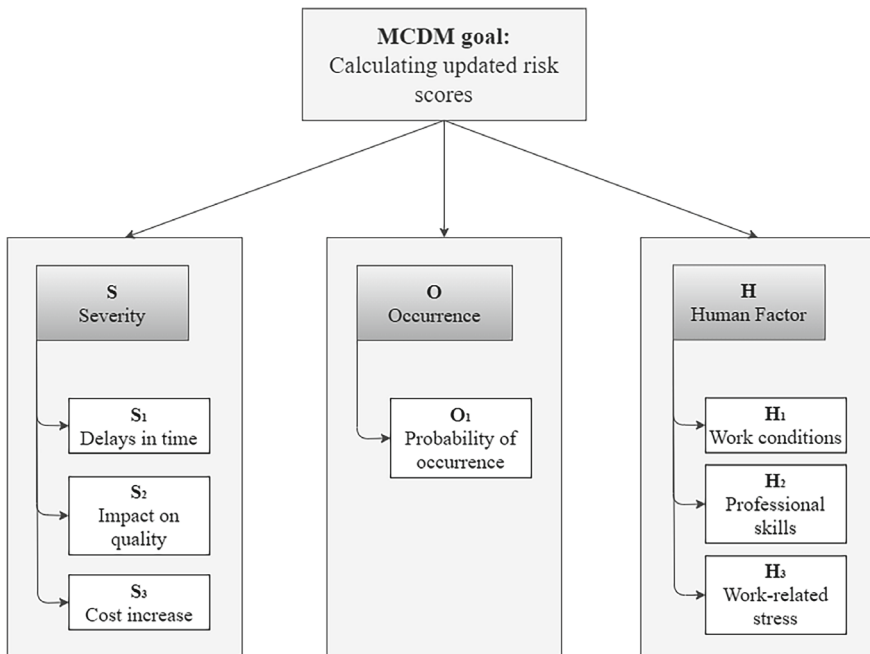 MCDM goal:
Calculating updated risk
scores
S
Severity
S1
Delays in time
S2
Impact on
quality
S3
Cost increase
O
Occurrence
O1
Probability of
occurrence
H
Human Factor
H1
Work conditions
H2
Professional
skills
H3
Work-related
stress